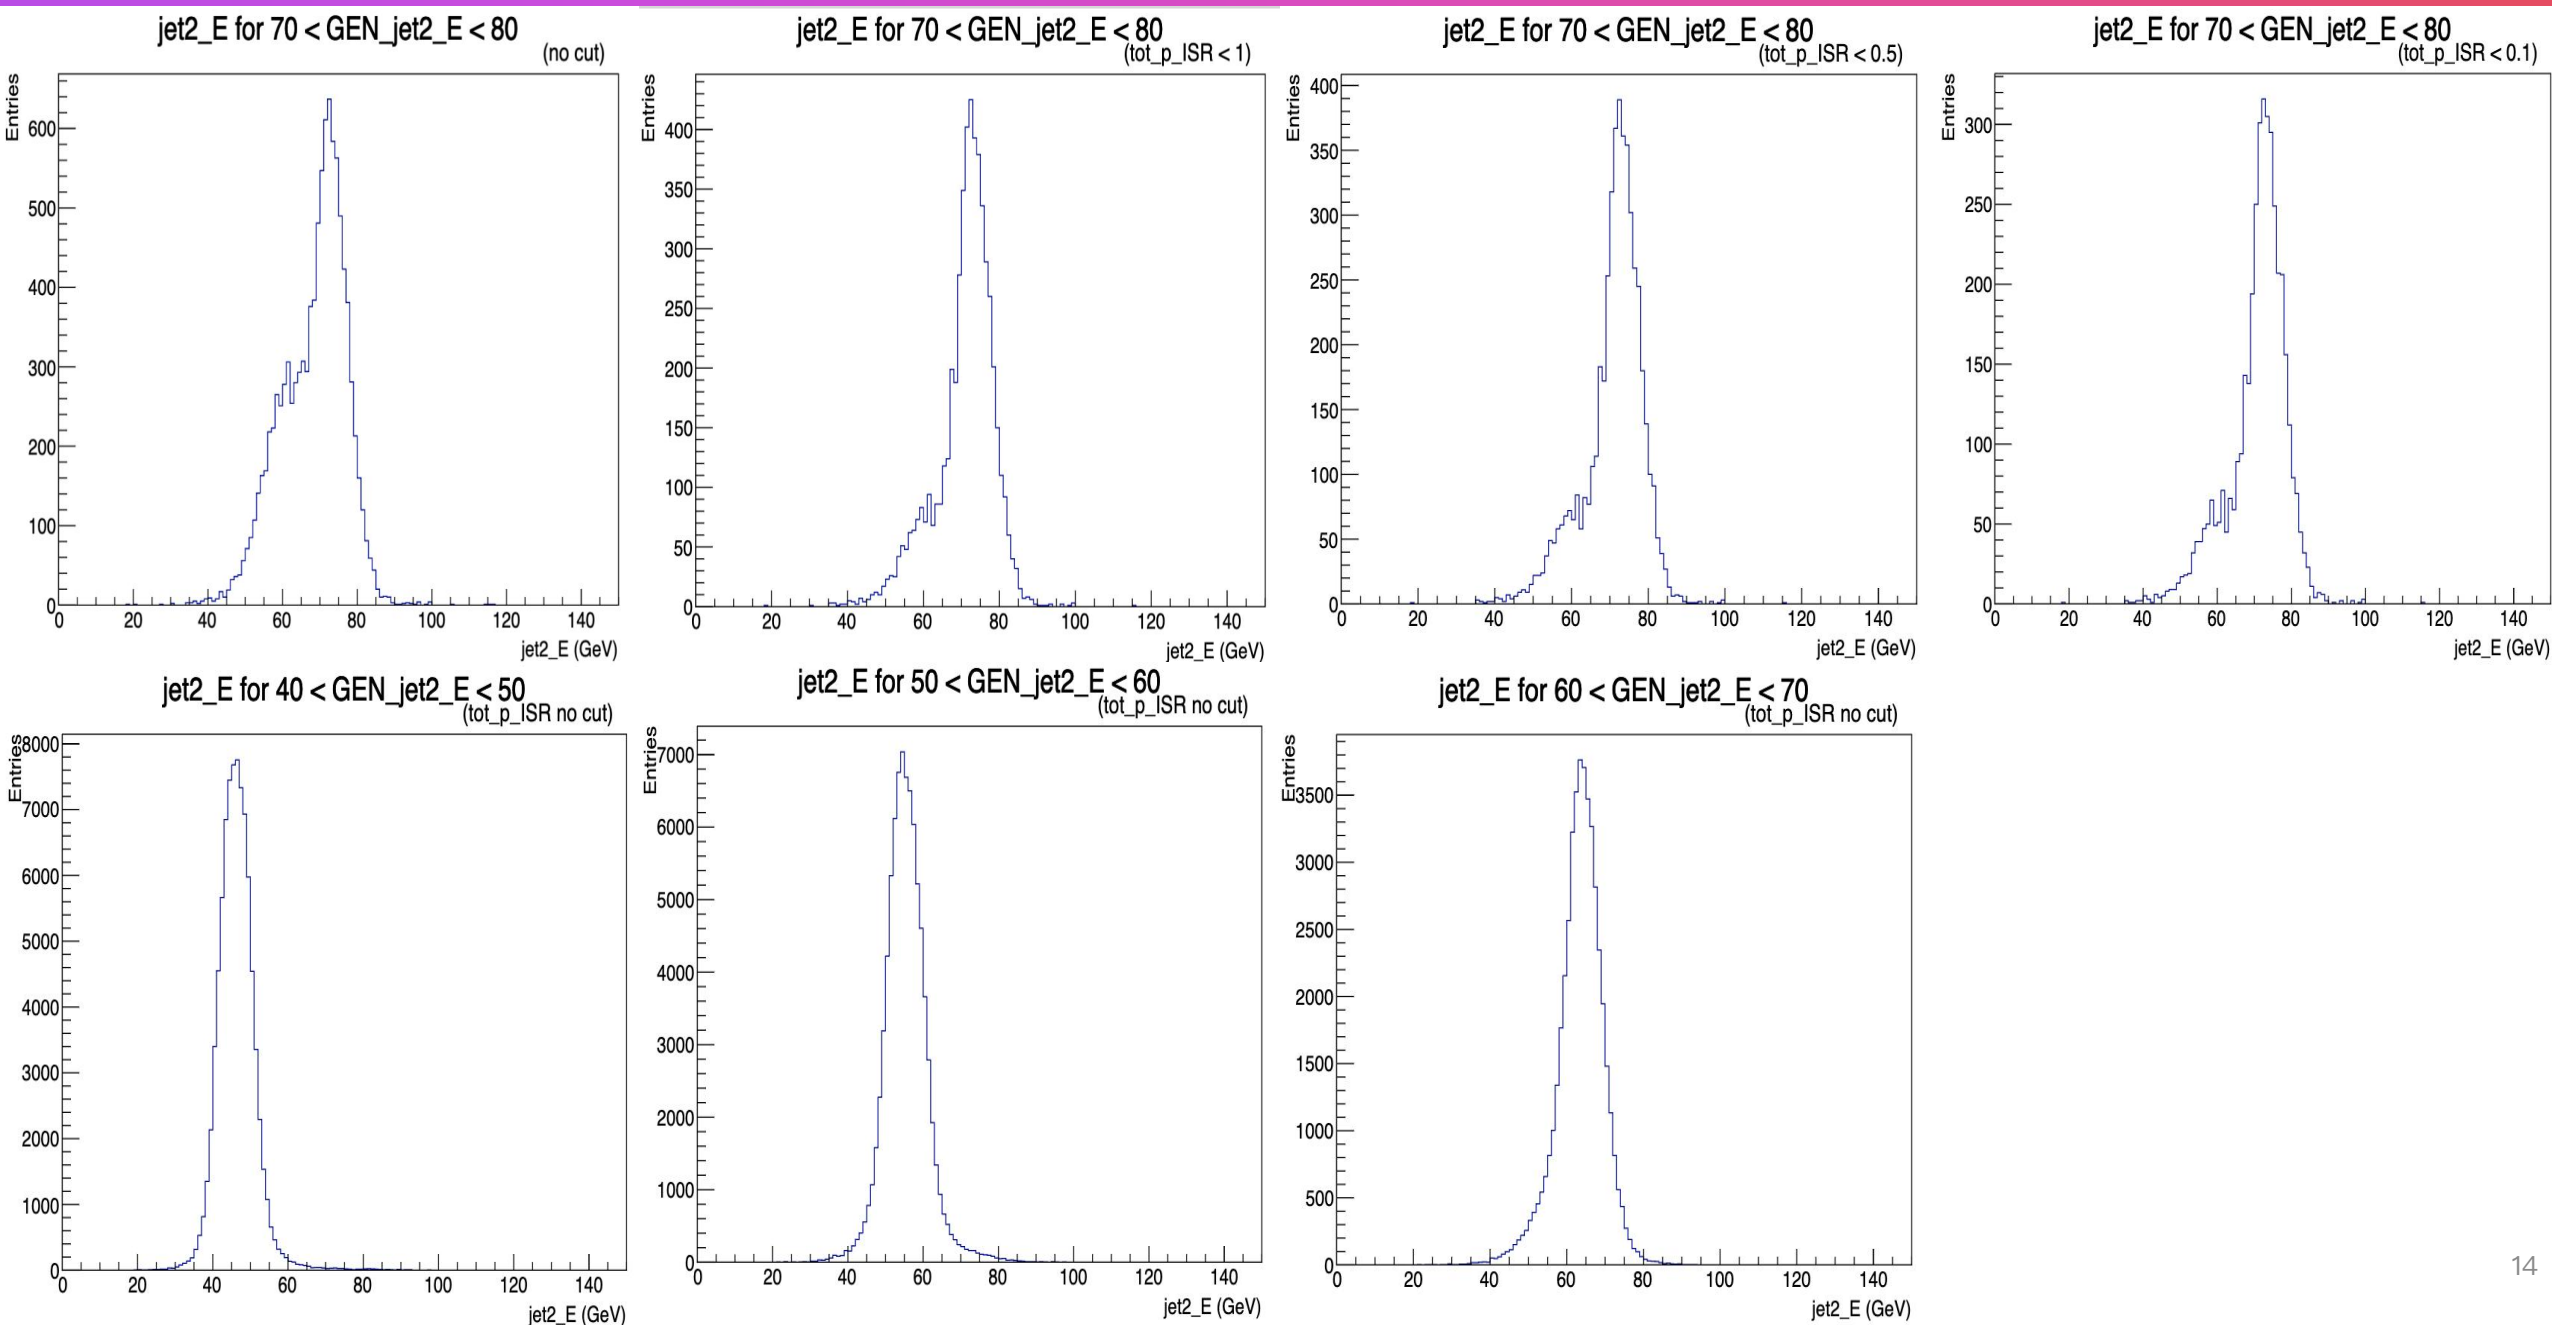 jet2_E for 70 < GEN_jet2_E < 80
(no cut)
Entries
600
500
400
300
200
100
0
0 20 40 60 80 100 120 140
jet2_E (GeV)
jet2_E for 70 < GEN_jet2_E < 80
(tot_p_ISR < 1)
Entries
400
350
300
250
200
150
100
50
0
0 20 40 60 80 100 120 140
jet2_E (GeV)
jet2_E for 70 < GEN_jet2_E < 80
(tot_p_ISR < 0.5)
Entries
400
350
300
250
200
150
100
50
0
0 20 40 60 80 100 120 140
jet2_E (GeV)
jet2_E for 70 < GEN_jet2_E < 80
(tot_p_ISR < 0.1)
Entries
300
250
200
150
100
50
0
0 20 40 60 80 100 120 140
jet2_E (GeV)
jet2_E for 40 < GEN_jet2_E < 50
(tot_p_ISR no cut)
Entries
8000
7000
6000
5000
4000
3000
2000
1000
0
0 20 40 60 80 100 120 140
jet2_E (GeV)
jet2_E for 50 < GEN_jet2_E < 60
(tot_p_ISR no cut)
Entries
7000
6000
5000
4000
3000
2000
1000
0
0 20 40 60 80 100 120 140
jet2_E (GeV)
jet2_E for 60 < GEN_jet2_E < 70
(tot_p_ISR no cut)
Entries
3500
3000
2500
2000
1500
1000
500
0
0 20 40 60 80 100 120 140
jet2_E (GeV)
14